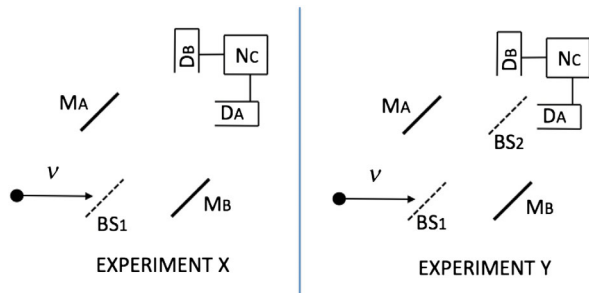 DB
NC
DA
MA
v
MB
BS1
EXPERIMENT X
DB
NC
DA
MA
BS2
v
MB
BS1
EXPERIMENT Y